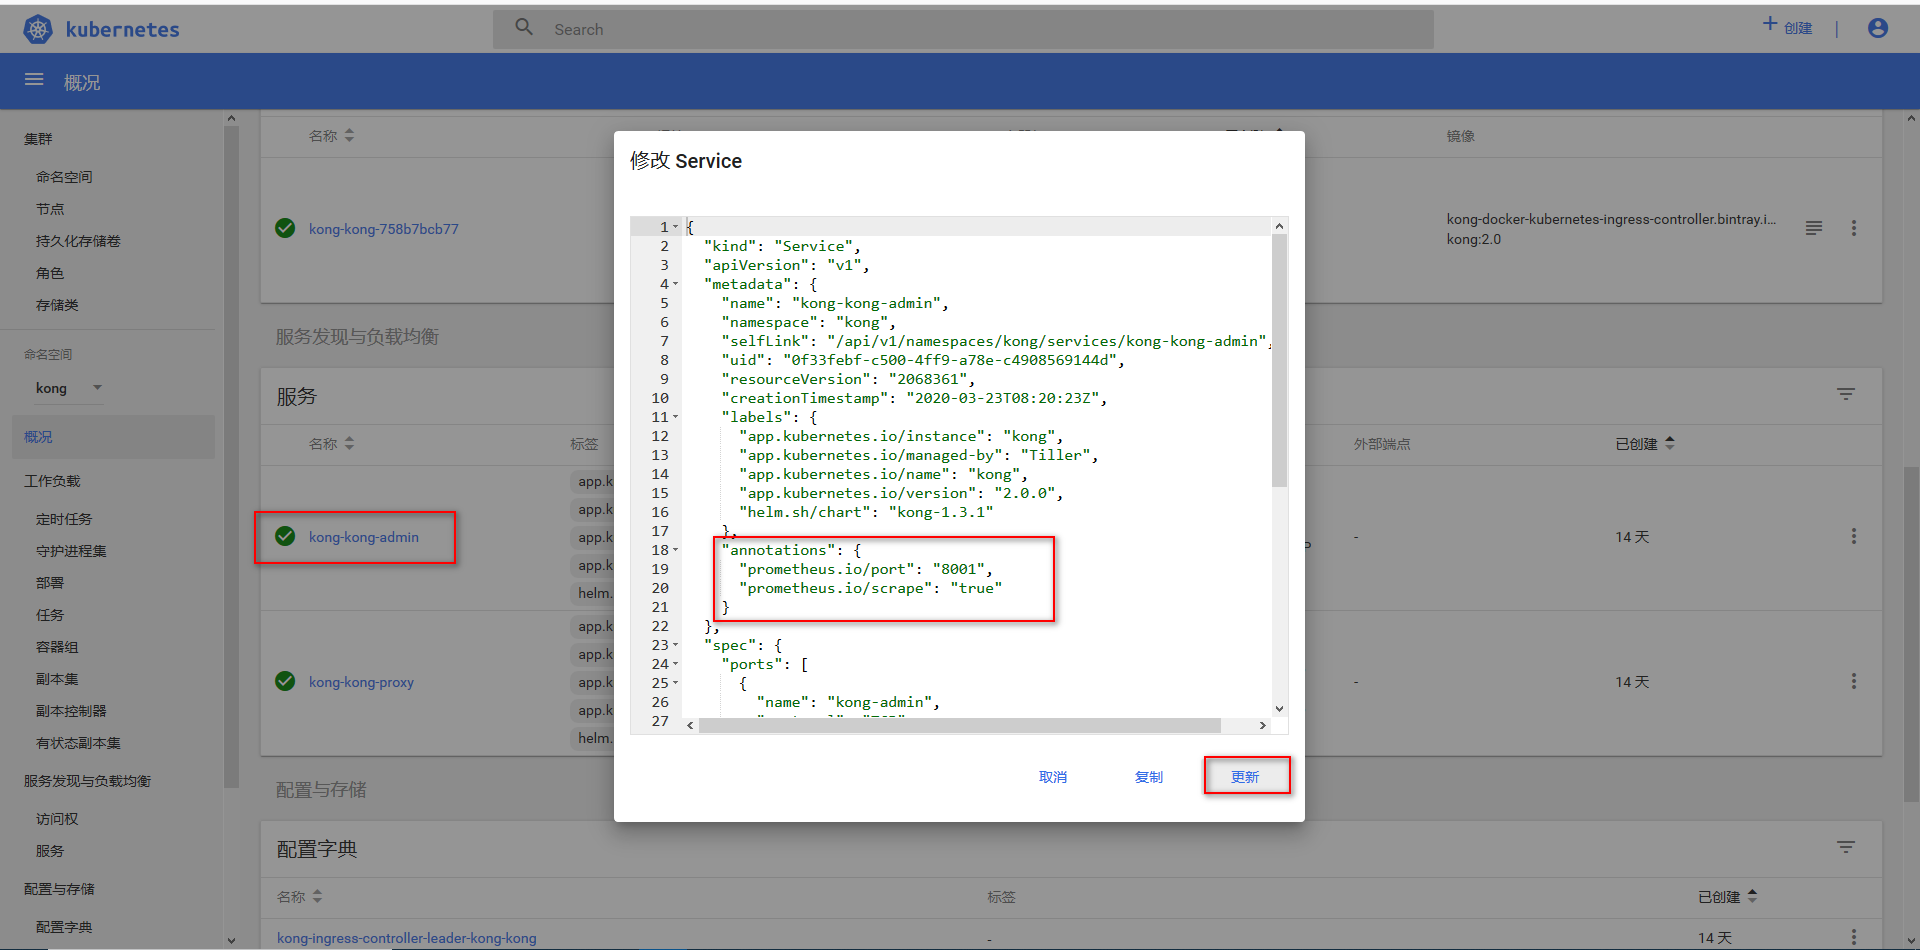 kubernetes
Search
创建
概况
集群
命名空间
节点
持久化存储卷
角色
存储类
命名空间
kong
概况
工作负载
定时任务
守护进程集
部署
任务
容器组
副本集
副本控制器
有状态副本集
服务发现与负载均衡
访问权
服务
配置与存储
配置字典
名称
镜像
kong-kong-758b7bcb77
kong-docker-kubernetes-ingress-controller.bintray.i...
kong:2.0
服务发现与负载均衡
服务
名称
标签
外部端点
已创建
kong-kong-admin
app.k
app.k
app.k
app.k
helm.
-
14 天
kong-kong-proxy
app.k
app.k
app.k
app.k
helm.
-
14 天
配置与存储
配置字典
名称
标签
已创建
kong-ingress-controller-leader-kong-kong
-
14 天
修改 Service
1 {
2 "kind": "Service",
3 "apiVersion": "v1",
4 "metadata": {
5 "name": "kong-kong-admin",
6 "namespace": "kong",
7 "selfLink": "/api/v1/namespaces/kong/services/kong-kong-admin",
8 "uid": "0f33febf-c500-4ff9-a78e-c4908569144d",
9 "resourceVersion": "2068361",
10 "creationTimestamp": "2020-03-23T08:20:23Z",
11 "labels": {
12 "app.kubernetes.io/instance": "kong",
13 "app.kubernetes.io/managed-by": "Tiller",
14 "app.kubernetes.io/name": "kong",
15 "app.kubernetes.io/version": "2.0.0",
16 "helm.sh/chart": "kong-1.3.1"
17 },
18 "annotations": {
19 "prometheus.io/port": "8001",
20 "prometheus.io/scrape": "true"
21 }
22 },
23 "spec": {
24 "ports": [
25 {
26 "name": "kong-admin",
27
取消
复制
更新